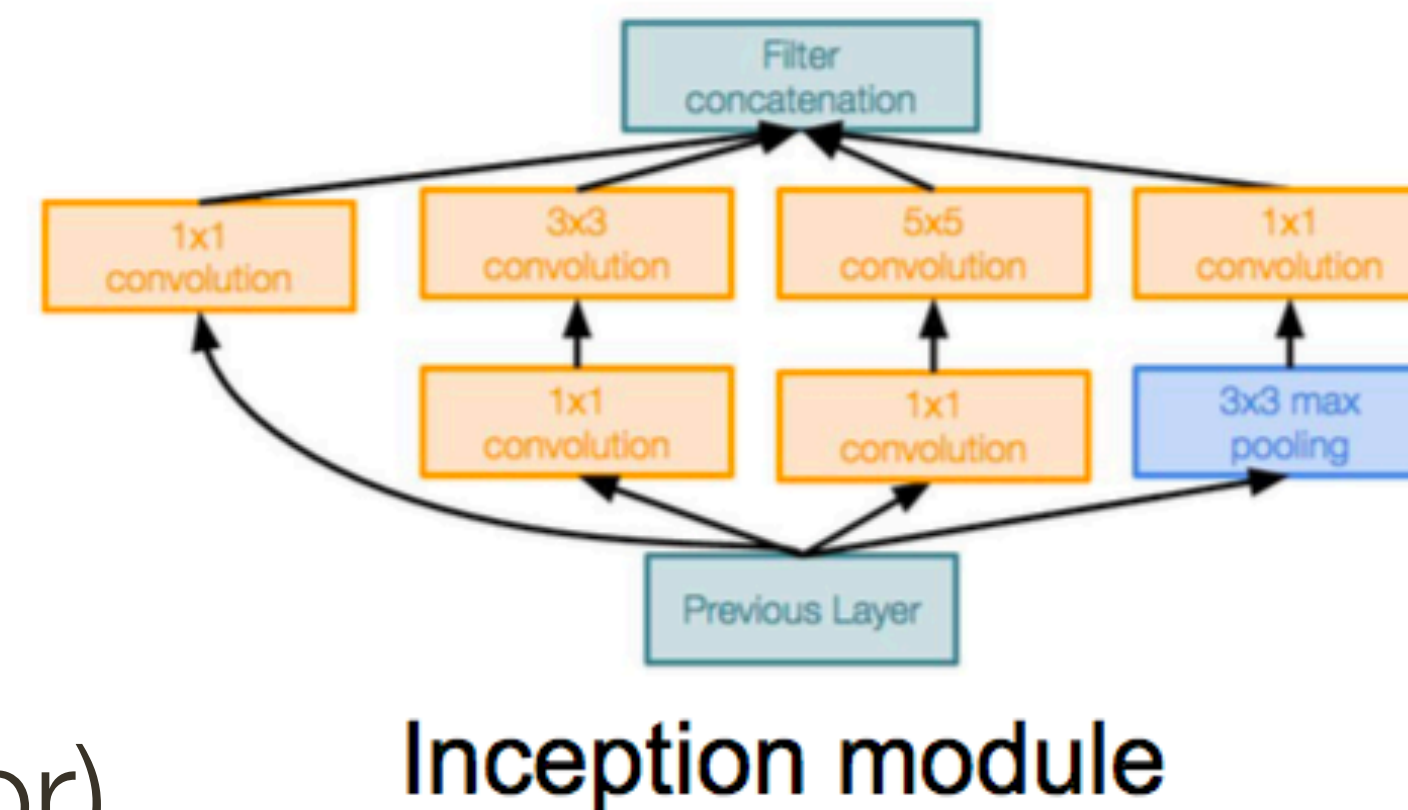 Filter
concatenation
1x1
convolution
3x3
convolution
5x5
convolution
1x1
convolution
1x1
convolution
1x1
convolution
3x3 max
pooling
Previous Layer
Inception module
or)